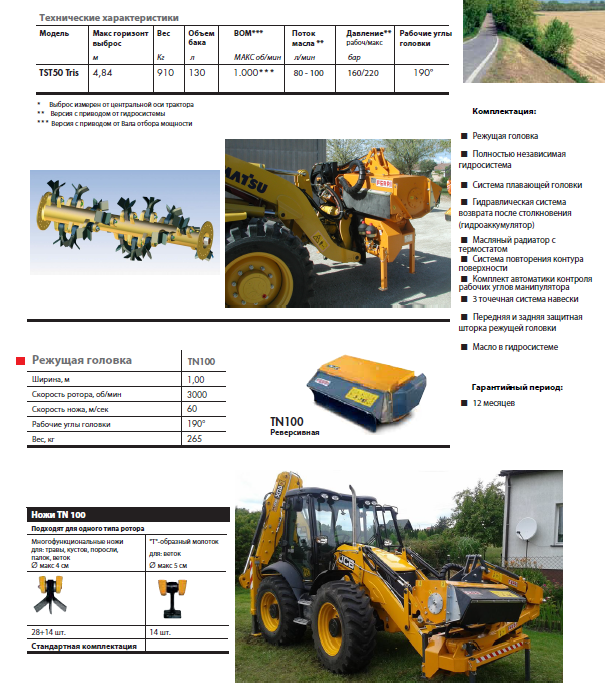 Технические характеристики
Модель Макс горизонт выброс Вес Объем бака ВОМ*** Поток масла ** Давление** рабоч/макс Рабочие углы головки
м Кг л МАКС об/мин л/мин бар
TST50 Tris 4,84 910 130 1.000*** 80 - 100 160/220 190°
* Выброс измерен от центральной оси трактора
** Версия с приводом от гидросистемы
*** Версия с приводом от Вала отбора мощности
KOMATSU
FERRI
Комплектация:
■ Режущая головка
■ Полностью независимая
гидросистема
■ Система плавающей головки
■ Гидравлическая система
возврата после столкновения
(гидроаккумулятор)
■ Масляный радиатор с
термостатом
■ Система повторения контура
поверхности
■ Комплект автоматики контроля
рабочих углов манипулятора
■ 3 точечная система навески
■ Передняя и задняя защитная
шторка режущей головки
■ Масло в гидросистеме
Гарантийный период:
■ 12 месяцев
Режущая головка TN100
Ширина, м 1,00
Скорость ротора, об/мин 3000
Скорость ножа, м/сек 60
Рабочие углы головки 190°
Вес, кг 265
TN100
Реверсивная
Ножи TN 100
Подходят для одного типа ротора
Многофункциональные ножи
для: травы, кустов, поросли,
палок, веток
Ø макс 4 см
"Т"-образный молоток
для: веток
Ø макс 5 см
28+14 шт. 14 шт.
Стандартная комплектация
JCB